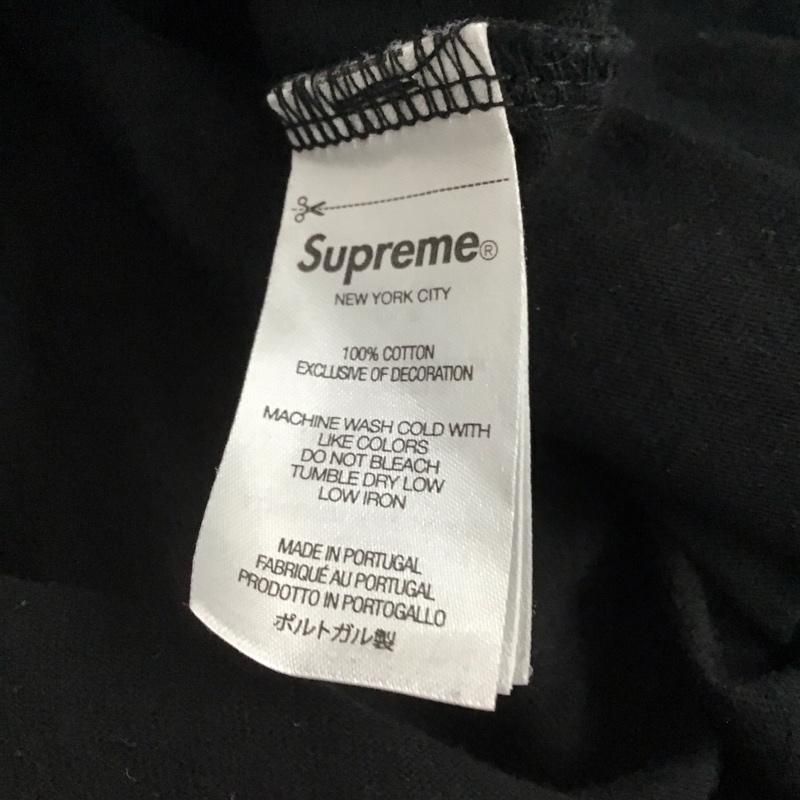 Supreme®
NEW YORK CITY
100% COTTON
EXCLUSIVE OF DECORATION
MACHINE WASH COLD WITH
LIKE COLORS
DO NOT BLEACH
TUMBLE DRY LOW
LOW IRON
MADE IN PORTUGAL
FABRIQUÉ AU PORTUGAL
PRODOTTO IN PORTOGALLO
ポルトガル製